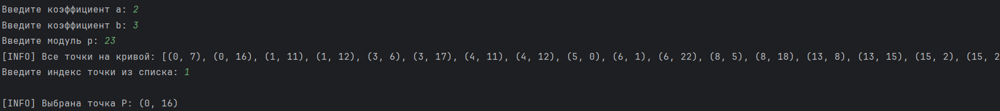 Введите коэффициент a: 2
Введите коэффициент b: 3
Введите модуль p: 23
[INFO] Все точки на кривой: [(0, 7), (0, 16), (1, 11), (1, 12), (3, 6), (3, 17), (4, 11), (4, 12), (5, 0), (6, 1), (6, 22), (8, 5), (8, 18), (13, 8), (13, 15), (15, 2), (15, 2
Введите индекс точки из списка: 1
[INFO] Выбрана точка P: (0, 16)